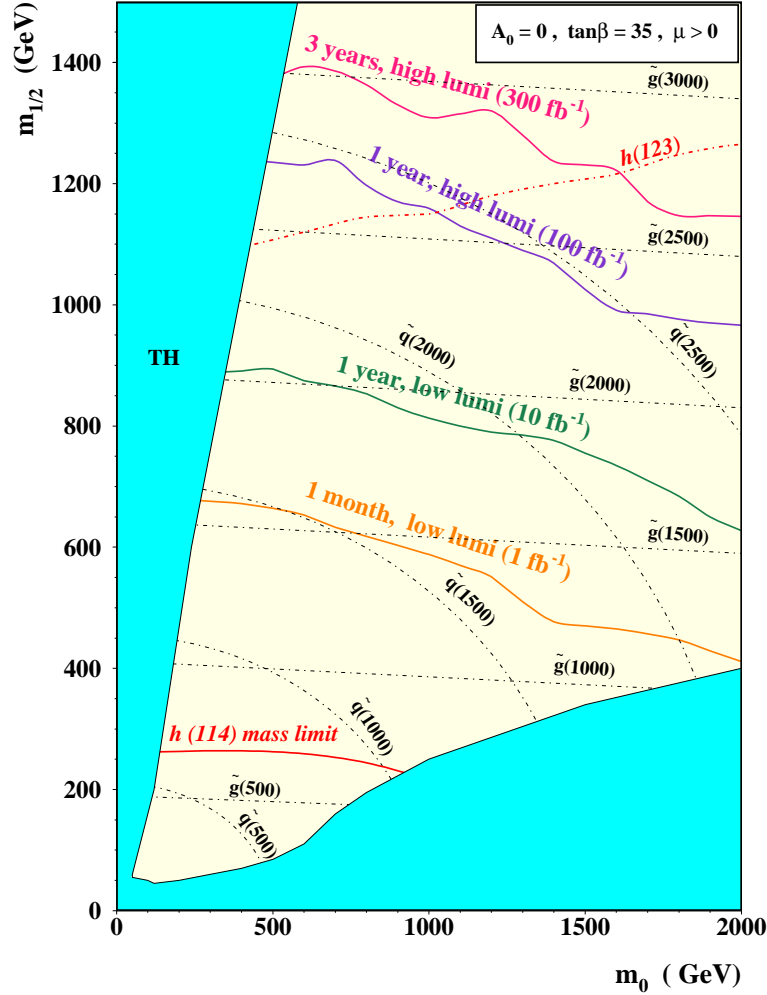 A₀ = 0 , tanβ = 35 , μ > 0
m₁/₂ (GeV)
1400
1200
1000
800
600
400
200
0
3 years, high lumi (300 fb⁻¹)
g̃(3000)
h(123)
1 year, high lumi (100 fb⁻¹)
g̃(2500)
q̃(2500)
TH
q̃(2000)
g̃(2000)
1 year, low lumi (10 fb⁻¹)
1 month, low lumi (1 fb⁻¹)
g̃(1500)
q̃(1500)
g̃(1000)
h (114) mass limit
q̃(1000)
g̃(500)
q̃(500)
0
500
1000
1500
2000
m₀ ( GeV)